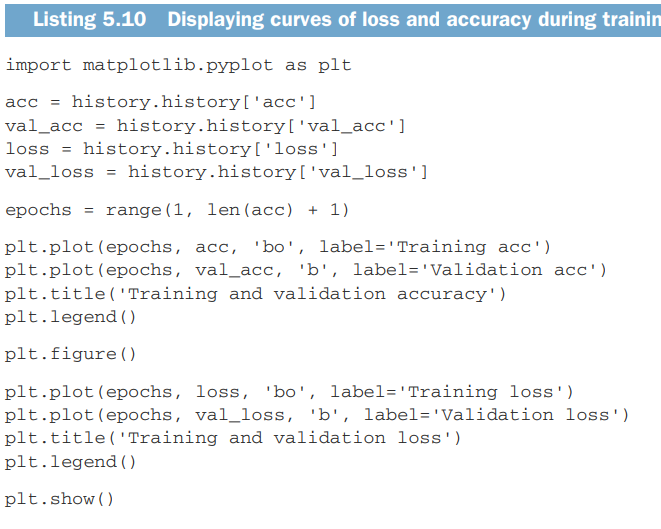 Listing 5.10 Displaying curves of loss and accuracy during
import matplotlib.pyplot as plt
acc = history.history['acc']
val_acc = history.history['val_acc']
loss = history.history['loss']
val_loss = history.history['val_loss']
epochs = range(1, len(acc) + 1)
plt.plot(epochs, acc, 'bo', label='Training acc')
plt.plot(epochs, val_acc, 'b', label='Validation acc')
plt.title('Training and validation accuracy')
plt.legend()
plt.figure()
plt.plot(epochs, loss, 'bo', label='Training loss')
plt.plot(epochs, val_loss, 'b', label='Validation loss')
plt.title('Training and validation loss')
plt.legend()
plt.show()